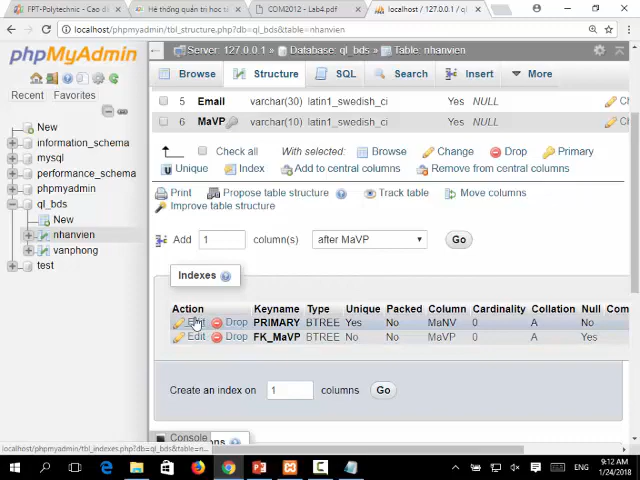 FPT-Polytechnic - Cao đ
Hệ thống quản trị học ti
COM2012 - Lab4.pdf
localhost / 127.0.0.1 / ql
localhost/phpmyadmin/tbl_structure.php?db=ql_bds&table=nhanvien
phpMyAdmin
Recent Favorites
New
information_schema
mysql
performance_schema
phpmyadmin
ql_bds
New
nhanvien
vanphong
test
Server: 127.0.0.1 » Database: ql_bds » Table: nhanvien
Browse Structure SQL Search Insert More
5 Email varchar(30) latin1_swedish_ci Yes NULL
6 MaVP varchar(10) latin1_swedish_ci Yes NULL
Check all With selected: Browse Change Drop Primary
Unique Index Add to central columns Remove from central columns
Print Propose table structure Track table Move columns
Improve table structure
Add 1 column(s) after MaVP Go
Indexes
Action Keyname Type Unique Packed Column Cardinality Collation Null Com
Edit Drop PRIMARY BTREE Yes No MaNV 0 A No
Edit Drop FK_MaVP BTREE No No MaVP 0 A Yes
Create an index on 1 columns Go
Console
localhost/phpmyadmin/tbl_indexes.php?db=ql_bds&table=n...
ENG
9:12 AM
1/24/2018